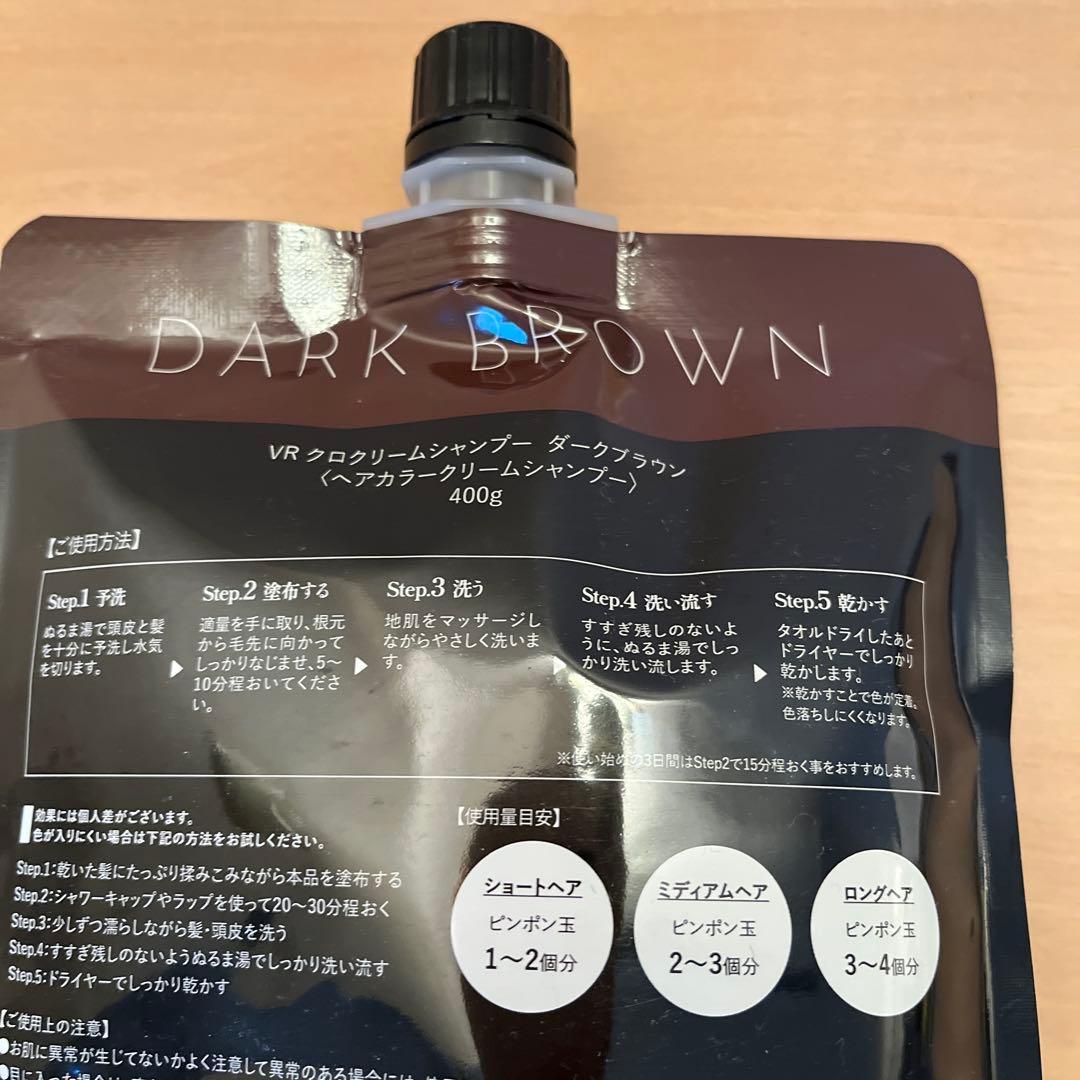 DARK BROWN
VR クロクリームシャンプー ダークブラウン
〈ヘアカラークリームシャンプー〉
400g
【ご使用方法】
Step.1 予洗
ぬるま湯で頭皮と髪
を十分に予洗し水気
を切ります。
Step.2 塗布する
適量を手に取り、根元
から毛先に向かって
しっかりなじませ、5〜
10分程おいてくださ
い。
Step.3 洗う
地肌をマッサージし
ながらやさしく洗いま
す。
Step.4 洗い流す
すすぎ残しのないよ
うに、ぬるま湯でしっ
かり洗い流します。
Step.5 乾かす
タオルドライしたあと
ドライヤーでしっかり
乾かします。
※乾かすことで色が定着。
色落ちしにくくなります。
※使い始めの3日間はStep2で15分程おく事をおすすめします。
効果には個人差がございます。
色が入りにくい場合は下記の方法をお試しください。
Step.1:乾いた髪にたっぷり揉みこみながら本品を塗布する
Step.2:シャワーキャップやラップを使って20〜30分程おく
Step.3:少しずつ濡らしながら髪・頭皮を洗う
Step.4:すすぎ残しのないようぬるま湯でしっかり洗い流す
Step.5:ドライヤーでしっかり乾かす
【使用量目安】
ショートヘア
ピンポン玉
1〜2個分
ミディアムヘア
ピンポン玉
2〜3個分
ロングヘア
ピンポン玉
3〜4個分
【ご使用上の注意】
●お肌に異常が生じてないかよく注意して異常のある場合には、
●目に入った場合は、